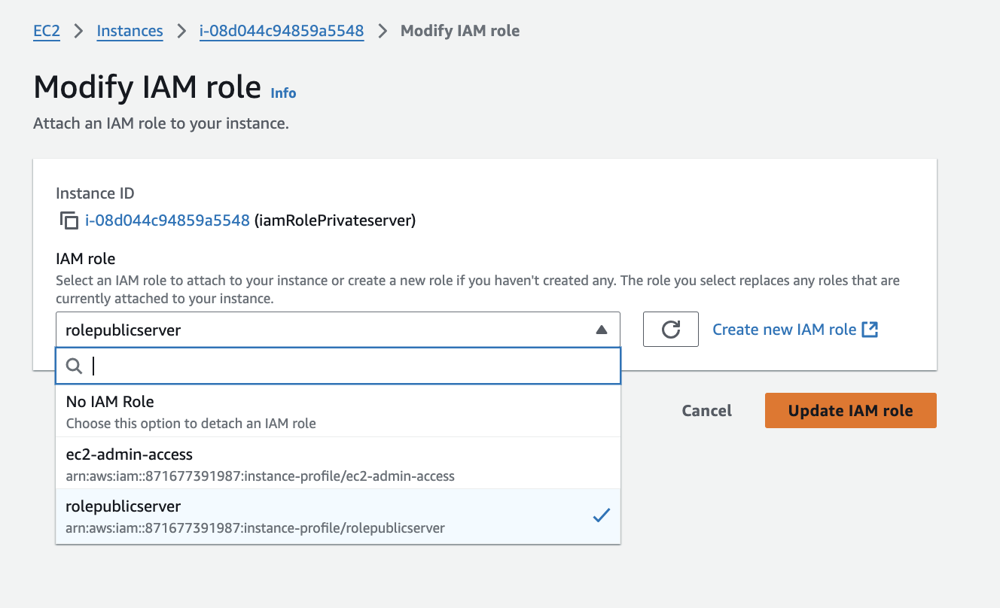 EC2 > Instances > i-08d044c94859a5548 > Modify IAM role
Modify IAM role Info
Attach an IAM role to your instance.
Instance ID
i-08d044c94859a5548 (iamRolePrivateserver)
IAM role
Select an IAM role to attach to your instance or create a new role if you haven't created any. The role you select replaces any roles that are
currently attached to your instance.
rolepublicserver
Create new IAM role
No IAM Role
Choose this option to detach an IAM role
Cancel
Update IAM role
ec2-admin-access
arn:aws:iam::871677391987:instance-profile/ec2-admin-access
rolepublicserver
arn:aws:iam::871677391987:instance-profile/rolepublicserver